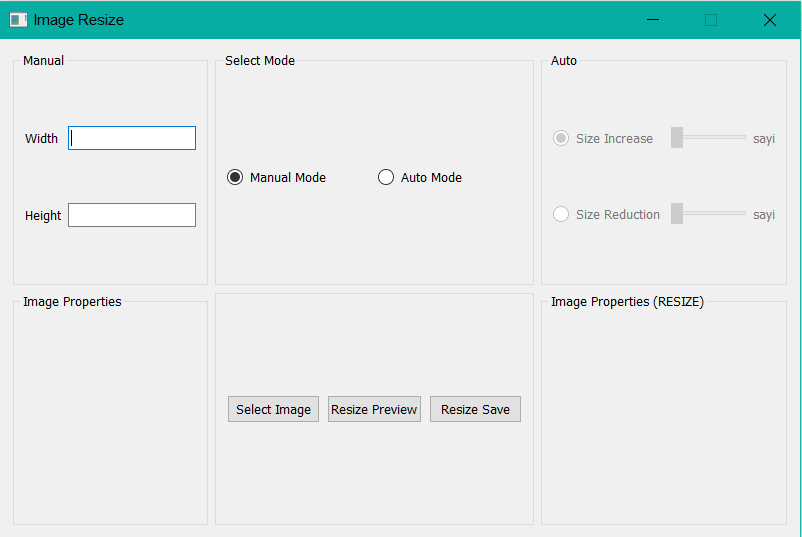 Image Resize
Manual
Select Mode
Auto
Width
Size Increase
sayi
Manual Mode
Auto Mode
Height
Size Reduction
sayi
Image Properties
Image Properties (RESIZE)
Select Image
Resize Preview
Resize Save